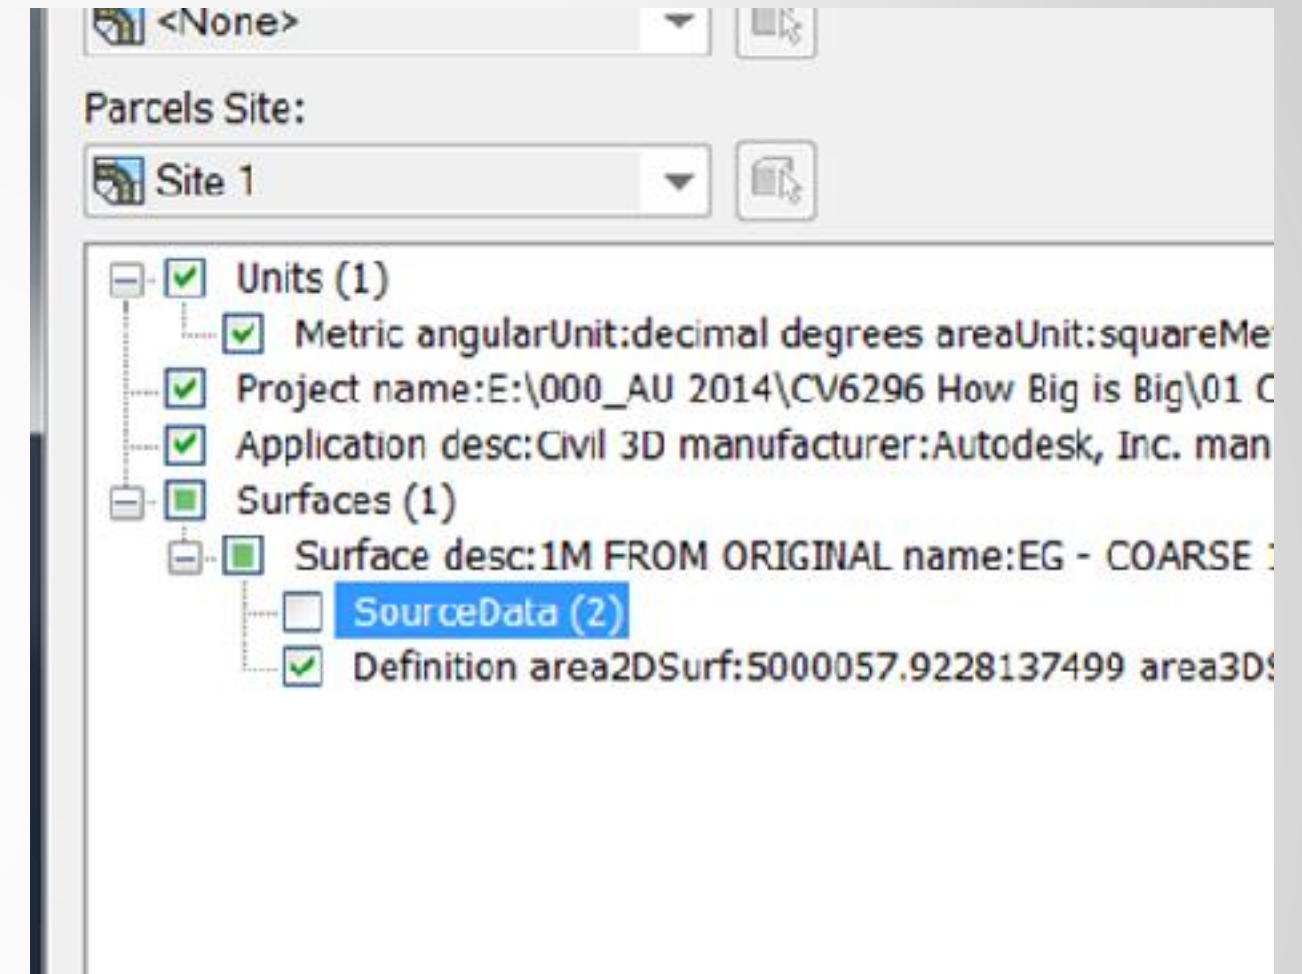 <None>
Parcels Site:
Site 1
Units (1)
Metric angularUnit:decimal degrees areaUnit:squareMe
Project name:E:\000_AU 2014\CV6296 How Big is Big\01 C
Application desc:Civil 3D manufacturer:Autodesk, Inc. man
Surfaces (1)
Surface desc:1M FROM ORIGINAL name:EG - COARSE
SourceData (2)
Definition area2DSurf:5000057.9228137499 area3DS